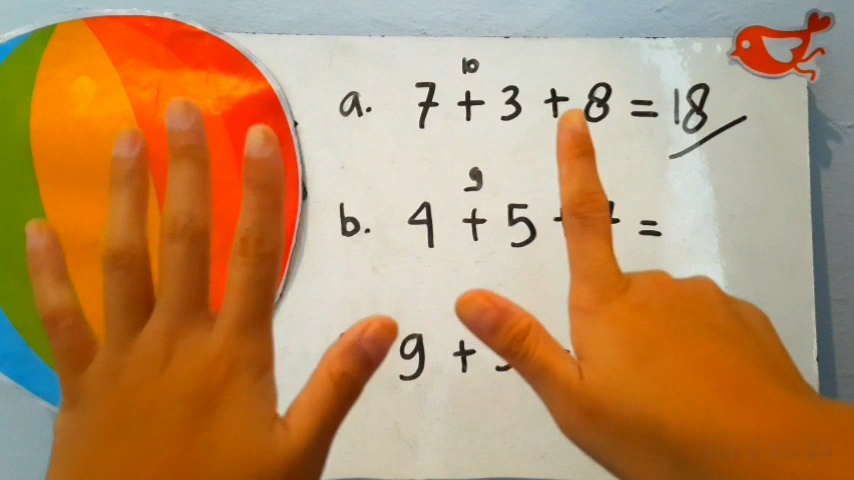 10
a. 7 + 3 + 8 = 18
9
b. 4 + 5 + =
9 +